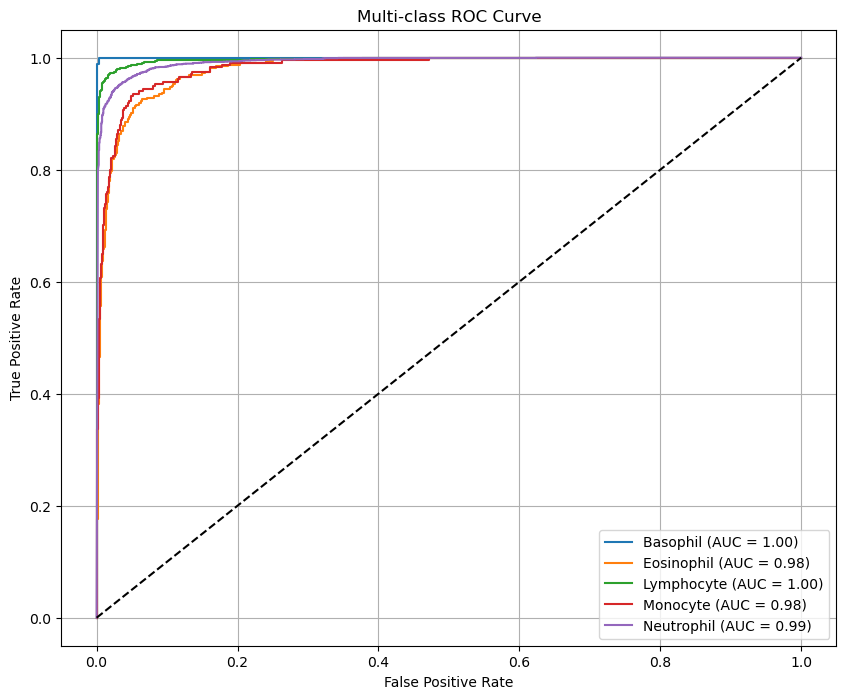 Multi-class ROC Curve
True Positive Rate
1.0
0.8
0.6
0.4
0.2
0.0
Basophil (AUC = 1.00)
Eosinophil (AUC = 0.98)
Lymphocyte (AUC = 1.00)
Monocyte (AUC = 0.98)
Neutrophil (AUC = 0.99)
0.0 0.2 0.4 0.6 0.8 1.0
False Positive Rate